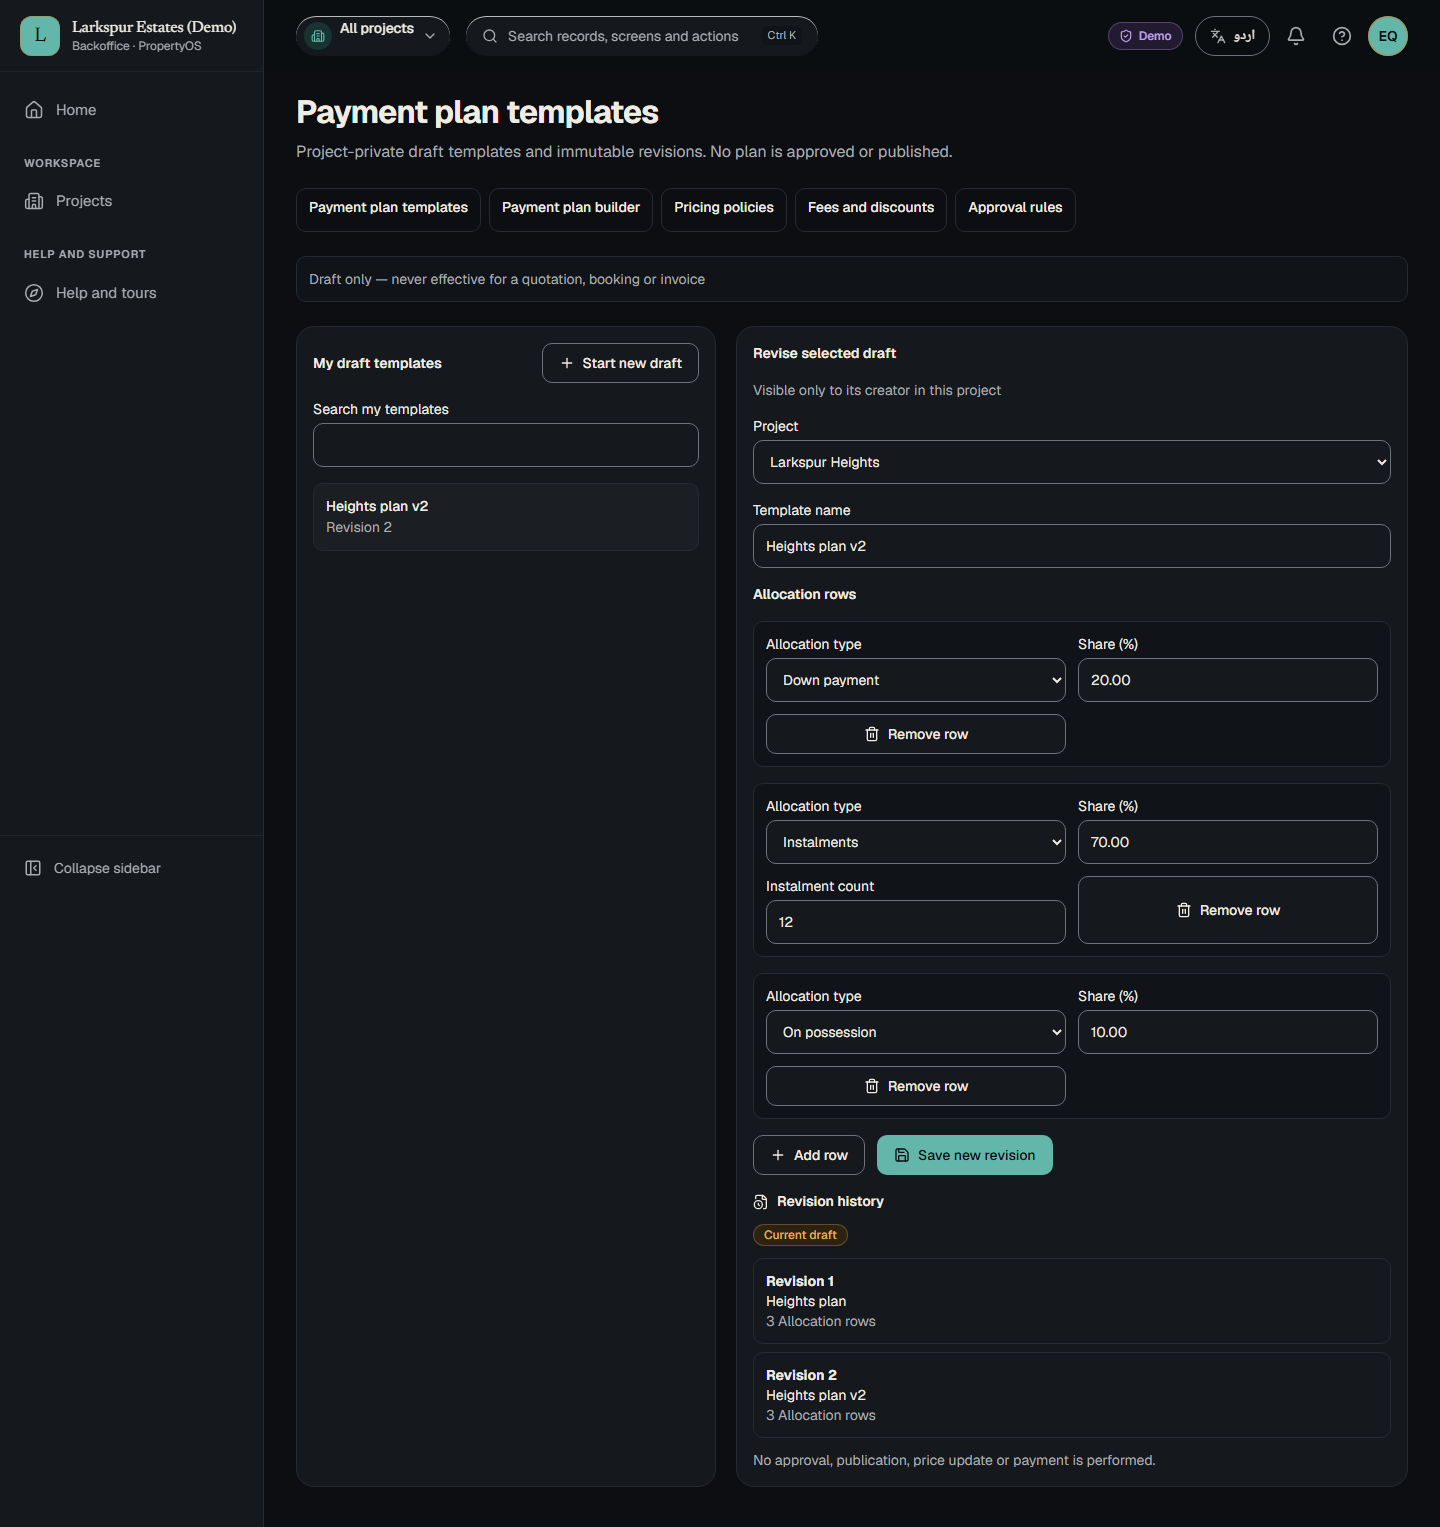 L
Larkspur Estates (Demo)
Backoffice · PropertyOS
All projects
Search records, screens and actions
Ctrl K
Demo
اردو
EQ
Home
WORKSPACE
Projects
HELP AND SUPPORT
Help and tours
Collapse sidebar
Payment plan templates
Project-private draft templates and immutable revisions. No plan is approved or published.
Payment plan templates
Payment plan builder
Pricing policies
Fees and discounts
Approval rules
Draft only — never effective for a quotation, booking or invoice
My draft templates
Start new draft
Search my templates
Heights plan v2
Revision 2
Revise selected draft
Visible only to its creator in this project
Project
Larkspur Heights
Template name
Heights plan v2
Allocation rows
Allocation type
Share (%)
Down payment
20.00
Remove row
Allocation type
Share (%)
Instalments
70.00
Instalment count
12
Remove row
Allocation type
Share (%)
On possession
10.00
Remove row
Add row
Save new revision
Revision history
Current draft
Revision 1
Heights plan
3 Allocation rows
Revision 2
Heights plan v2
3 Allocation rows
No approval, publication, price update or payment is performed.